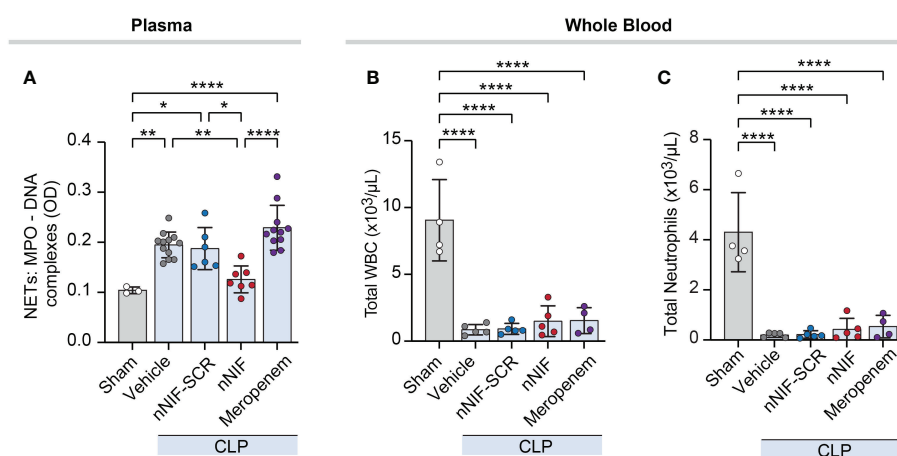 Plasma
Whole Blood
A
B
C
****
*
*
**
**
****
NETs: MPO - DNA
complexes (OD)
0.4
0.3
0.2
0.1
0.0
Sham
Vehicle
nNIF-SCR
nNIF
Meropenem
CLP
****
****
****
****
Total WBC (x10³/µL)
15
10
5
0
Sham
Vehicle
nNIF-SCR
nNIF
Meropenem
CLP
****
****
****
****
Total Neutrophils (x10³/µL)
8
6
4
2
0
Sham
Vehicle
nNIF-SCR
nNIF
Meropenem
CLP